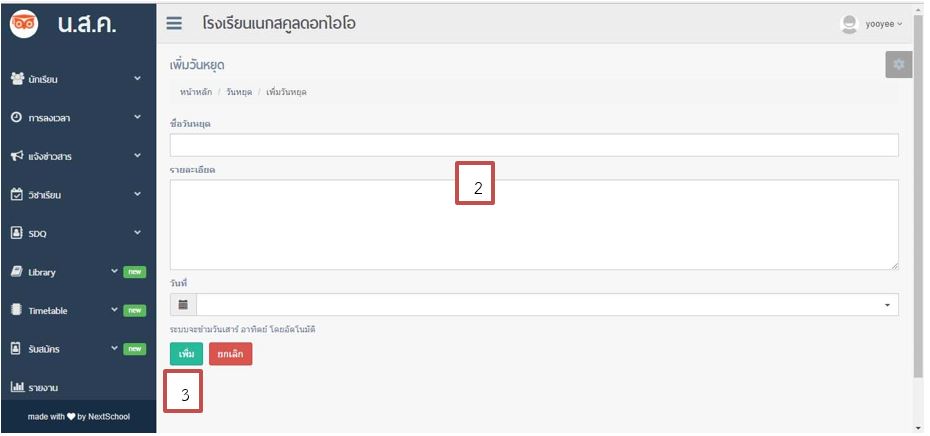 น.ส.ค.
โรงเรียนเนกสคูลดอทไอโอ
yooyee
เพิ่มวันหยุด
หน้าหลัก / วันหยุด / เพิ่มวันหยุด
นักเรียน
การลงเวลา
แจ้งข่าวสาร
วิชาเรียน
SDQ
Library new
Timetable new
รับสมัคร new
รายงาน
made with by NextSchool
ชื่อวันหยุด
รายละเอียด
2
วันที่
ระบบจะข้ามวันเสาร์ อาทิตย์ โดยอัตโนมัติ
เพิ่ม ยกเลิก
3